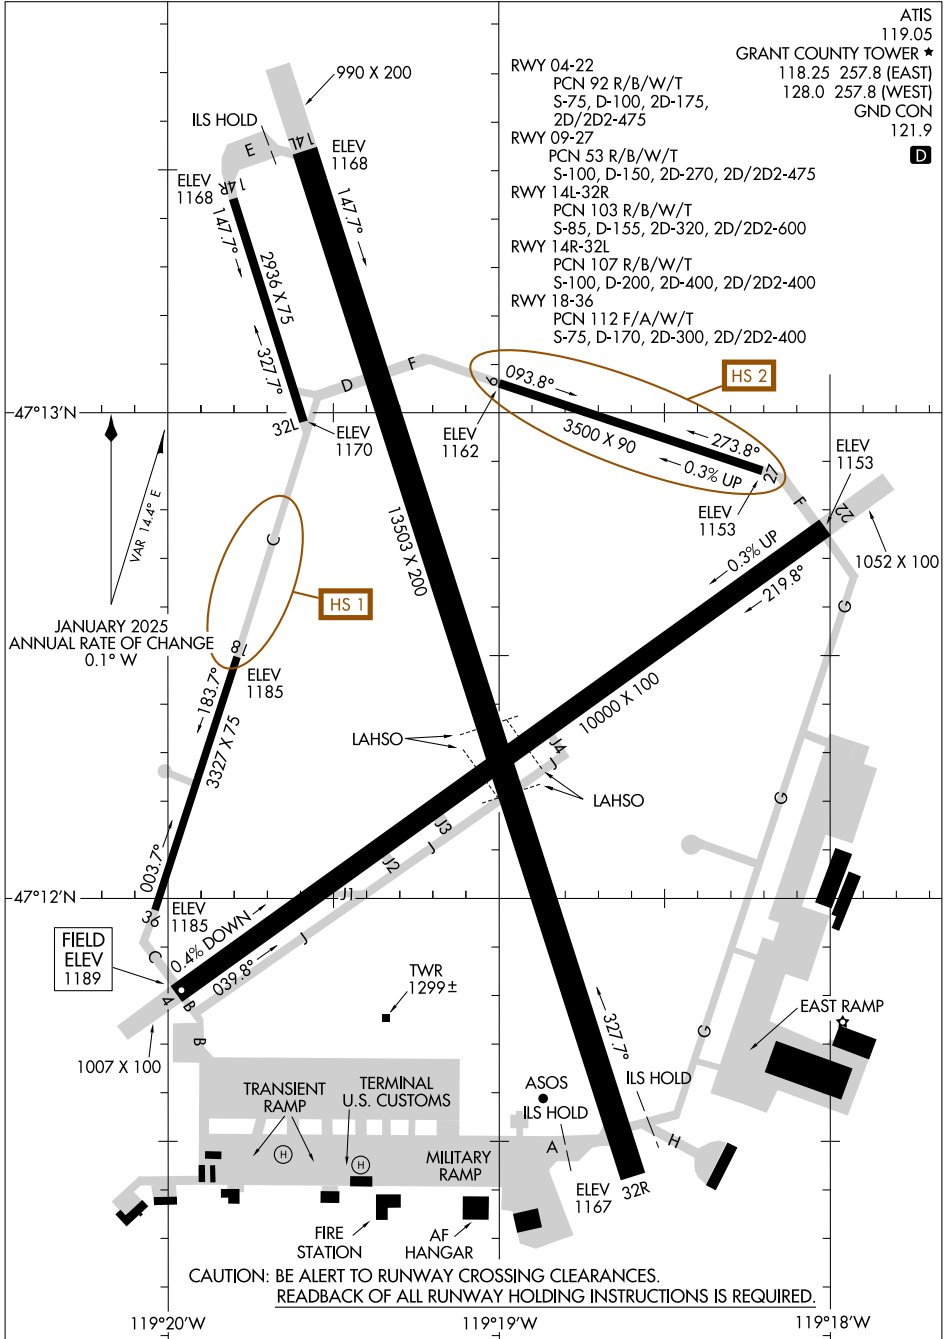 ATIS
119.05
GRANT COUNTY TOWER ★
118.25 257.8 (EAST)
128.0 257.8 (WEST)
GND CON
121.9
D
RWY 04-22
PCN 92 R/B/W/T
S-75, D-100, 2D-175,
2D/2D2-475
RWY 09-27
PCN 53 R/B/W/T
S-100, D-150, 2D-270, 2D/2D2-475
RWY 14L-32R
PCN 103 R/B/W/T
S-85, D-155, 2D-320, 2D/2D2-600
RWY 14R-32L
PCN 107 R/B/W/T
S-100, D-200, 2D-400, 2D/2D2-400
RWY 18-36
PCN 112 F/A/W/T
S-75, D-170, 2D-300, 2D/2D2-400
990 X 200
ILS HOLD
E
14L
ELEV
1168
ELEV
1168
14R
147.7°
147.7°
2936 X 75
327.7°
32L
ELEV
1170
D
F
HS 2
9
093.8°
3500 X 90
273.8°
0.3% UP
27
ELEV
1162
ELEV
1153
ELEV
1153
F
22
1052 X 100
47°13'N
VAR 14.4° E
JANUARY 2025
ANNUAL RATE OF CHANGE
0.1° W
C
HS 1
13503 X 200
0.3% UP
219.8°
G
18
ELEV
1185
183.7°
3327 X 75
003.7°
10000 X 100
LAHSO
LAHSO
J4
J
J3
J
J2
J1
J
G
47°12'N
36
ELEV
1185
C
FIELD
ELEV
1189
0.4% DOWN
039.8°
4
B
B
1007 X 100
TWR
1299±
327.7°
G
EAST RAMP
ILS HOLD
ASOS
ILS HOLD
TRANSIENT
RAMP
TERMINAL
U.S. CUSTOMS
H
H
MILITARY
RAMP
A
H
ELEV
1167
32R
FIRE
STATION
AF
HANGAR
CAUTION: BE ALERT TO RUNWAY CROSSING CLEARANCES.
READBACK OF ALL RUNWAY HOLDING INSTRUCTIONS IS REQUIRED.
119°20'W
119°19'W
119°18'W